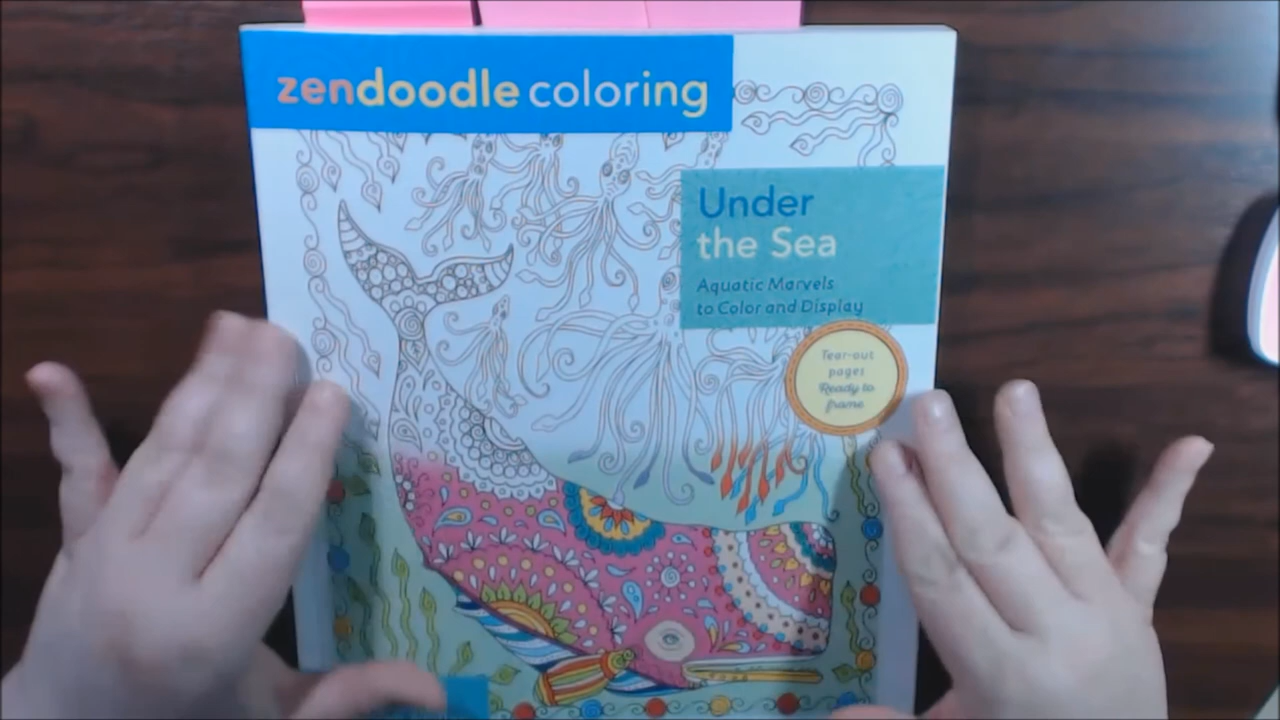 zendoodle coloring
Under
the Sea
Aquatic Marvels
to Color and Display
Tear-out
pages
Ready to
frame